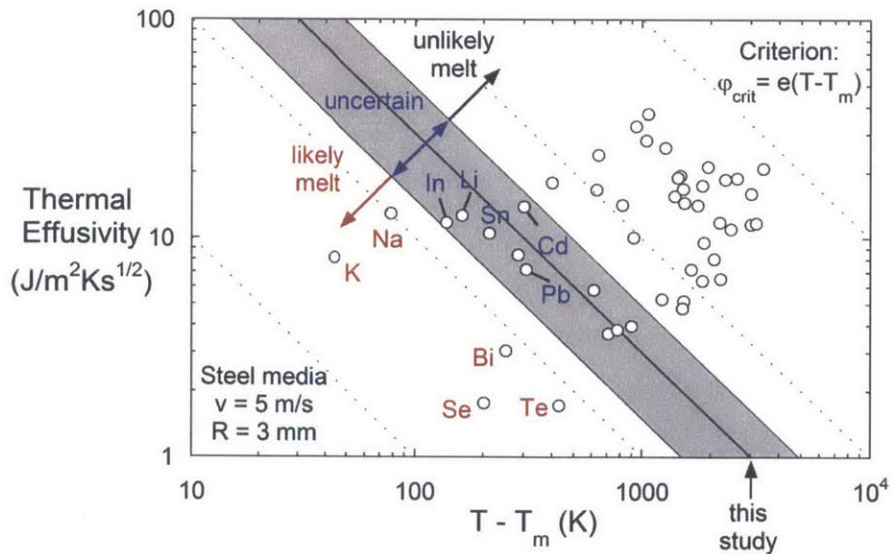 100
10
1
Thermal
Effusivity
(J/m²Ks¹/²)
unlikely
melt
uncertain
likely
melt
Criterion:
φcrit = e(T-Tm)
In
Li
Sn
Cd
Pb
Na
K
Bi
Se
Te
Steel media
v = 5 m/s
R = 3 mm
10
100
1000
10⁴
T - Tm (K)
this
study